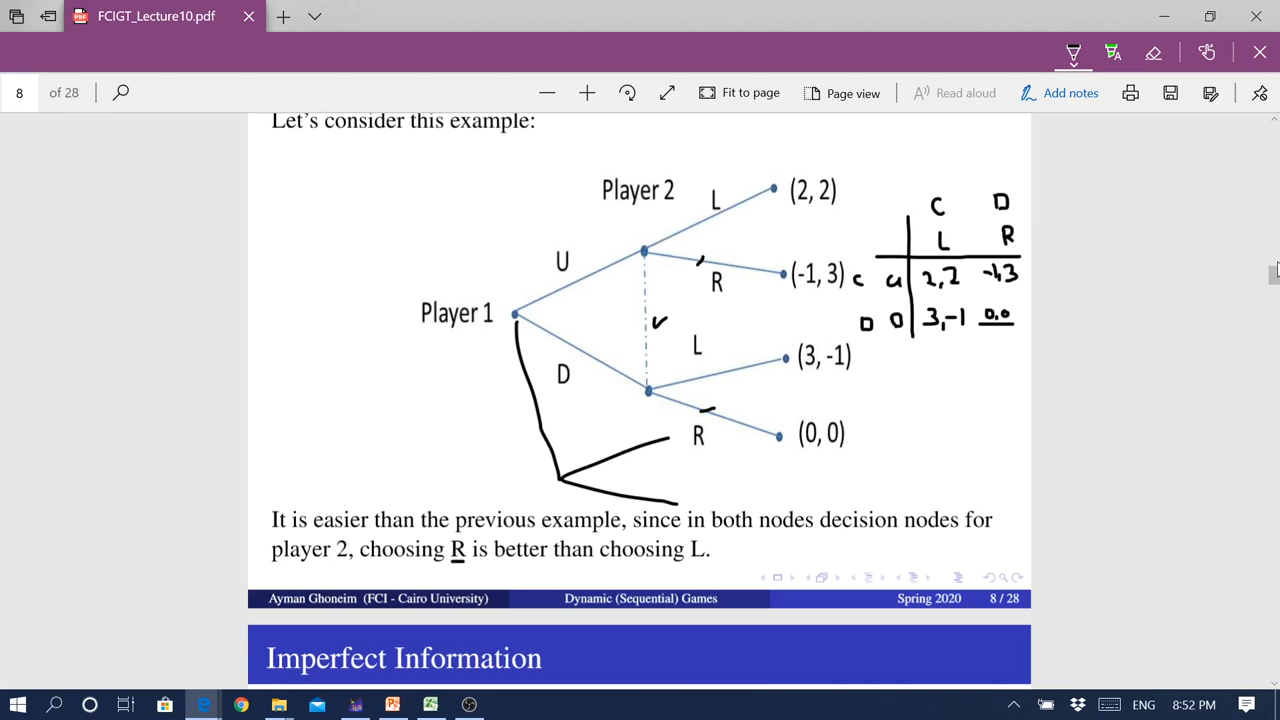 FCIGT_Lecture10.pdf
8 of 28
Fit to page
Page view
Read aloud
Add notes
Let's consider this example:
Player 2
L
(2, 2)
U
R
(-1, 3)
Player 1
D
L
(3, -1)
R
(0, 0)
C D
L R
C u 2,2 -1,3
D D 3,-1 0,0
It is easier than the previous example, since in both nodes decision nodes for
player 2, choosing R is better than choosing L.
Ayman Ghoneim (FCI - Cairo University)
Dynamic (Sequential) Games
Spring 2020
8 / 28
Imperfect Information
ENG
8:52 PM